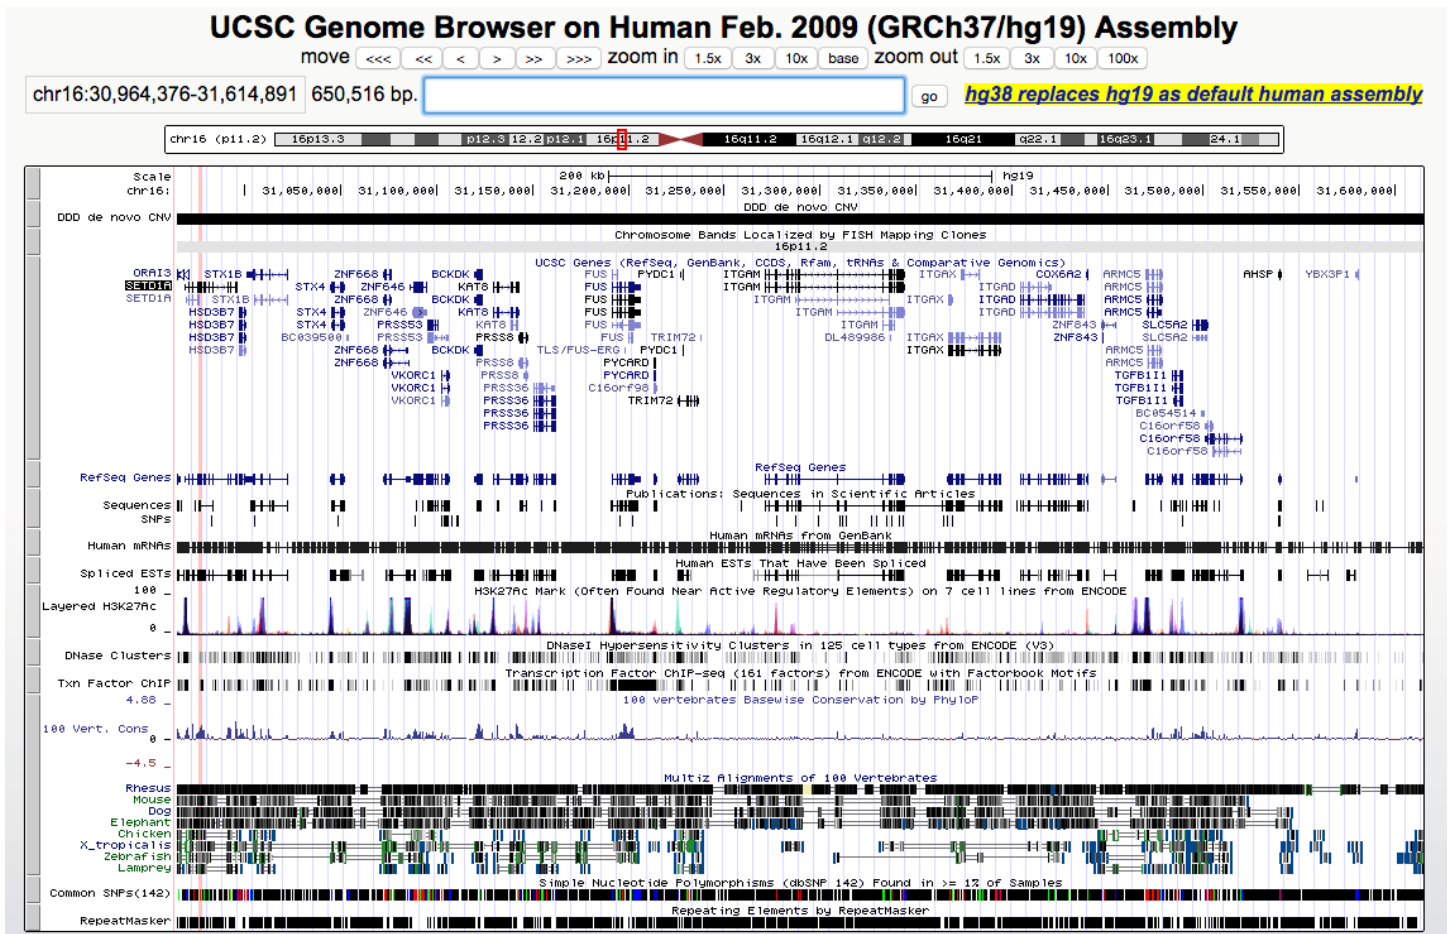 UCSC Genome Browser on Human Feb. 2009 (GRCh37/hg19) Assembly
move <<< << < > >> >>> zoom in 1.5x 3x 10x base zoom out 1.5x 3x 10x 100x
chr16:30,964,376-31,614,891 650,516 bp. go hg38 replaces hg19 as default human assembly
chr16 (p11.2) 16p13.3 p12.3 12.2 p12.1 16p11.2 16q11.2 16q12.1 q12.2 16q21 q22.1 16q23.1 24.1
Scale 200 kb hg19
chr16: 31,050,000 31,100,000 31,150,000 31,200,000 31,250,000 31,300,000 31,350,000 31,400,000 31,450,000 31,500,000 31,550,000 31,600,000
DDD de novo CNV
DDD de novo CNV
Chromosome Bands Localized by FISH Mapping Clones
16p11.2
UCSC Genes (RefSeq, GenBank, CCDS, Rfam, tRNAs & Comparative Genomics)
ORAI3 STX1B ZNF668 BCKDK FUS PYDC1 ITGAM ITGAX COX6A2 ARMC5 AHSP YBX3P1
SETD1A STX4 ZNF646 KAT8 FUS ITGAM ITGAD ARMC5
SETD1A STX1B ZNF668 BCKDK FUS ITGAM ITGAX ITGAD ARMC5
HSD3B7 STX4 ZNF646 KAT8 FUS ITGAM ITGAD ARMC5
HSD3B7 STX4 PRSS53 KAT8 FUS ITGAM ZNF843 SLC5A2
HSD3B7 BC039500 PRSS53 PRSS8 FUS TRIM72 DL489986 ZNF843 SLC5A2
HSD3B7 ZNF668 BCKDK TLS/FUS-ERG PYDC1 ITGAX ARMC5
ZNF668 PRSS8 PYCARD ARMC5
VKORC1 PRSS8 PYCARD TGFB1I1
VKORC1 PRSS36 C16orf98 TGFB1I1
VKORC1 PRSS36 TRIM72 TGFB1I1
PRSS36 BC054514
PRSS36 C16orf58
C16orf58
C16orf58
RefSeq Genes
RefSeq Genes
Publications: Sequences in Scientific Articles
Sequences
SNPs
Human mRNAs from GenBank
Human mRNAs
Human ESTs That Have Been Spliced
Spliced ESTs
100 _
H3K27Ac Mark (Often Found Near Active Regulatory Elements) on 7 cell lines from ENCODE
Layered H3K27Ac
0 _
DNaseI Hypersensitivity Clusters in 125 cell types from ENCODE (V3)
DNase Clusters
Transcription Factor ChIP-seq (161 factors) from ENCODE with Factorbook Motifs
Txn Factor ChIP
4.88 _
100 vertebrates Basewise Conservation by PhyloP
100 Vert. Cons
0 _
-4.5 _
Multiz Alignments of 100 Vertebrates
Rhesus
Mouse
Dog
Elephant
Chicken
X_tropicalis
Zebrafish
Lamprey
Simple Nucleotide Polymorphisms (dbSNP 142) Found in >= 1% of Samples
Common SNPs(142)
Repeating Elements by RepeatMasker
RepeatMasker